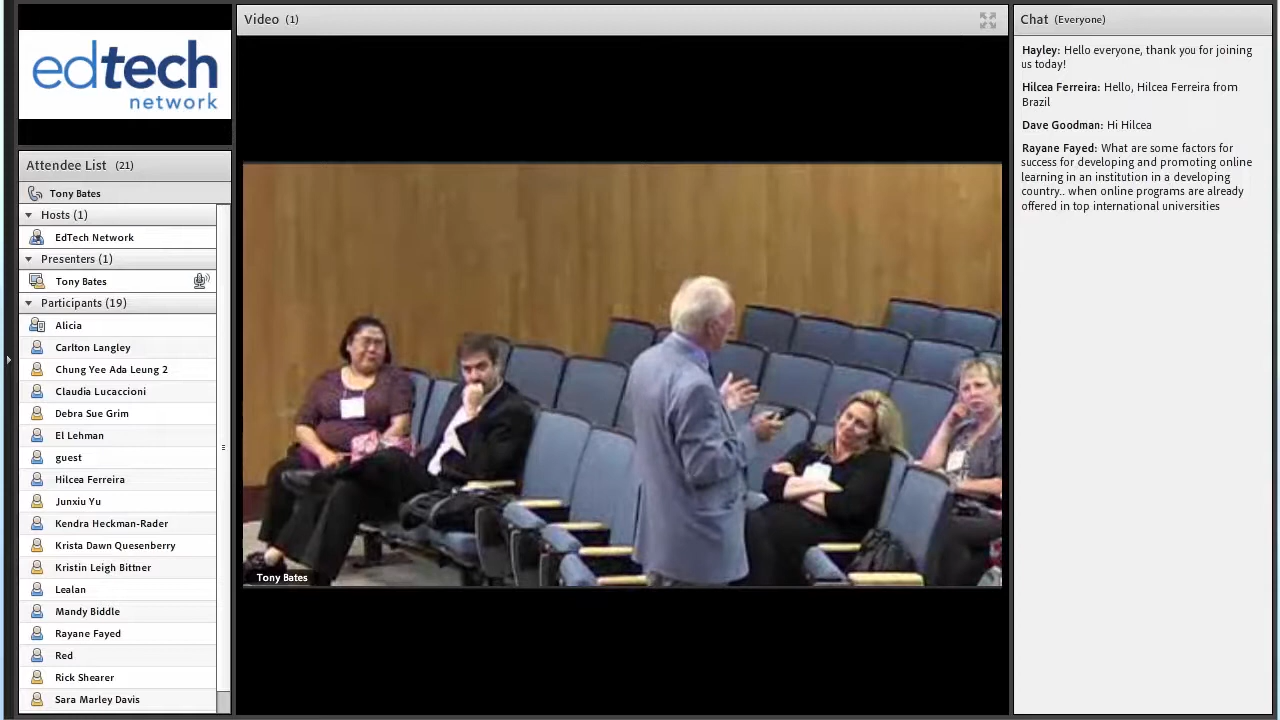 edtech
network
Attendee List (21)
Tony Bates
Hosts (1)
EdTech Network
Presenters (1)
Tony Bates
Participants (19)
Alicia
Carlton Langley
Chung Yee Ada Leung 2
Claudia Lucaccioni
Debra Sue Grim
El Lehman
guest
Hilcea Ferreira
Junxiu Yu
Kendra Heckman-Rader
Krista Dawn Quesenberry
Kristin Leigh Bittner
Lealan
Mandy Biddle
Rayane Fayed
Red
Rick Shearer
Sara Marley Davis
Video (1)
Tony Bates
Chat (Everyone)
Hayley: Hello everyone, thank you for joining
us today!
Hilcea Ferreira: Hello, Hilcea Ferreira from
Brazil
Dave Goodman: Hi Hilcea
Rayane Fayed: What are some factors for
success for developing and promoting online
learning in an institution in a developing
country.. when online programs are already
offered in top international universities